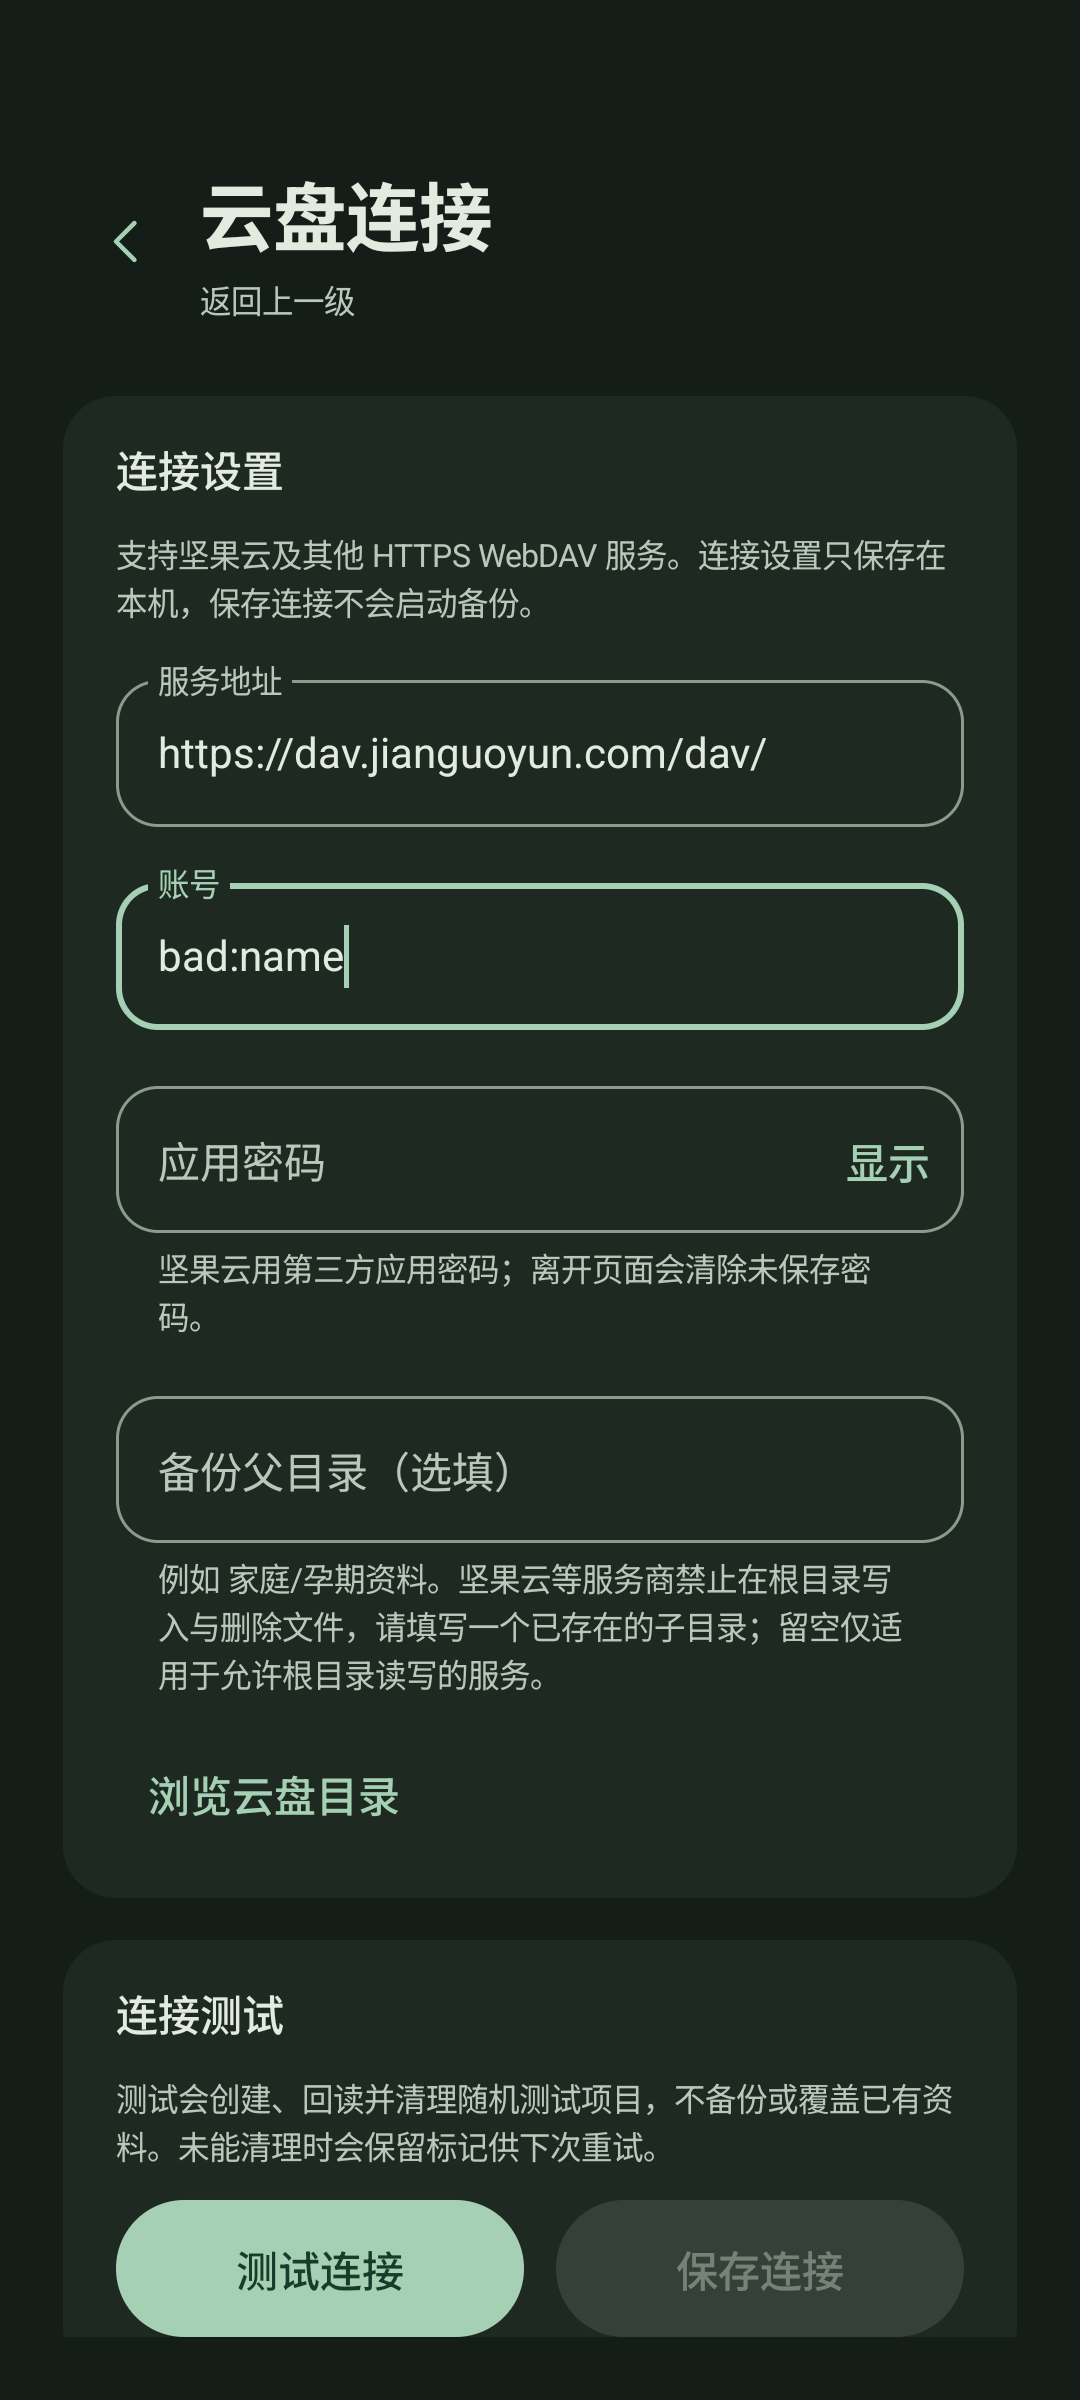 云盘连接
返回上一级
连接设置
支持坚果云及其他 HTTPS WebDAV 服务。连接设置只保存在
本机，保存连接不会启动备份。
服务地址
https://dav.jianguoyun.com/dav/
账号
bad:name
应用密码
显示
坚果云用第三方应用密码；离开页面会清除未保存密
码。
备份父目录（选填）
例如 家庭/孕期资料。坚果云等服务商禁止在根目录写
入与删除文件，请填写一个已存在的子目录；留空仅适
用于允许根目录读写的服务。
浏览云盘目录
连接测试
测试会创建、回读并清理随机测试项目，不备份或覆盖已有资
料。未能清理时会保留标记供下次重试。
测试连接
保存连接